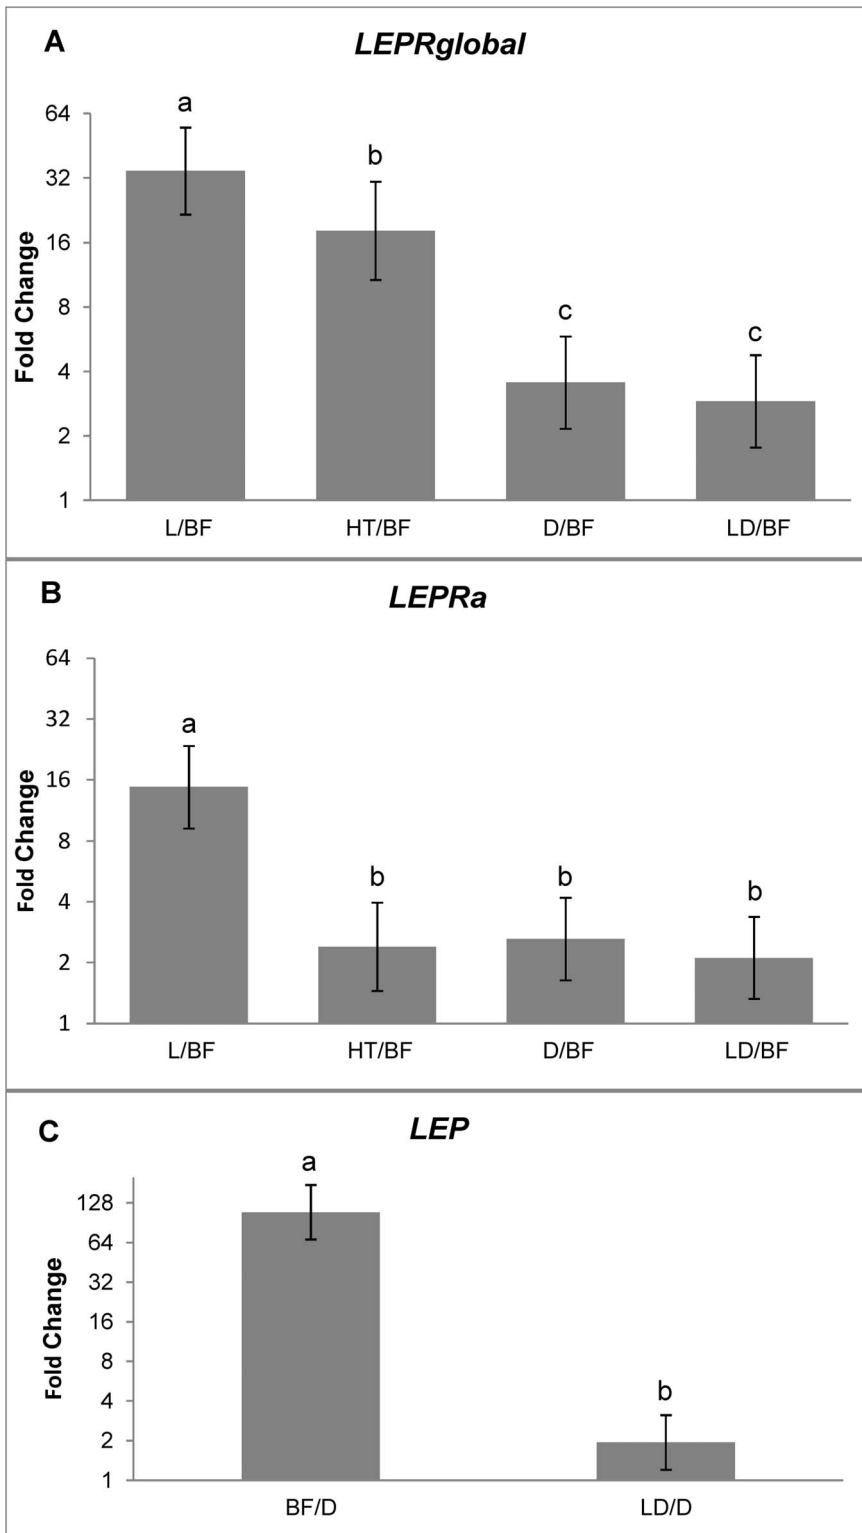 A
LEPRglobal
Fold Change
64
32
16
8
4
2
1
a
b
c
c
L/BF
HT/BF
D/BF
LD/BF
B
LEPRa
Fold Change
64
32
16
8
4
2
1
a
b
b
b
L/BF
HT/BF
D/BF
LD/BF
C
LEP
Fold Change
128
64
32
16
8
4
2
1
a
b
BF/D
LD/D